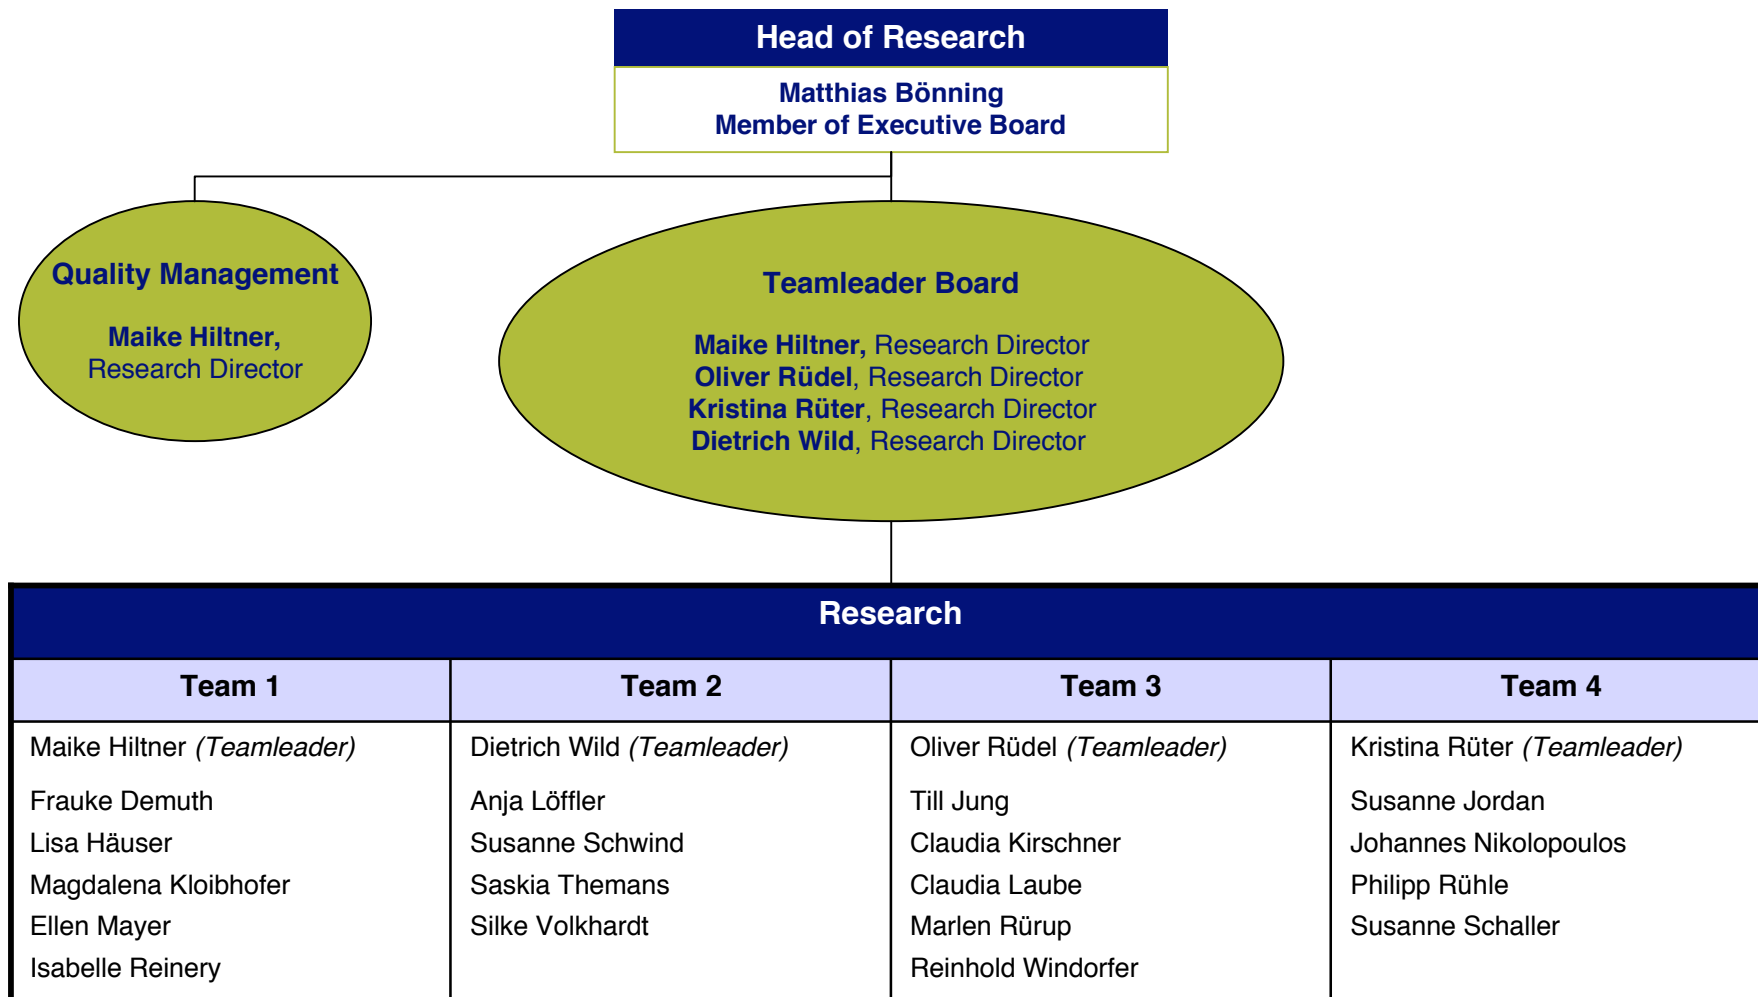 Head of Research
Matthias Bönning
Member of Executive Board
Quality Management
Maike Hiltner,
Research Director
Teamleader Board
Maike Hiltner, Research Director
Oliver Rüdel, Research Director
Kristina Rüter, Research Director
Dietrich Wild, Research Director
Research
Team 1
Team 2
Team 3
Team 4
Maike Hiltner (Teamleader)
Frauke Demuth
Lisa Häuser
Magdalena Kloibhofer
Ellen Mayer
Isabelle Reinery
Dietrich Wild (Teamleader)
Anja Löffler
Susanne Schwind
Saskia Themans
Silke Volkhardt
Oliver Rüdel (Teamleader)
Till Jung
Claudia Kirschner
Claudia Laube
Marlen Rürup
Reinhold Windorfer
Kristina Rüter (Teamleader)
Susanne Jordan
Johannes Nikolopoulos
Philipp Rühle
Susanne Schaller